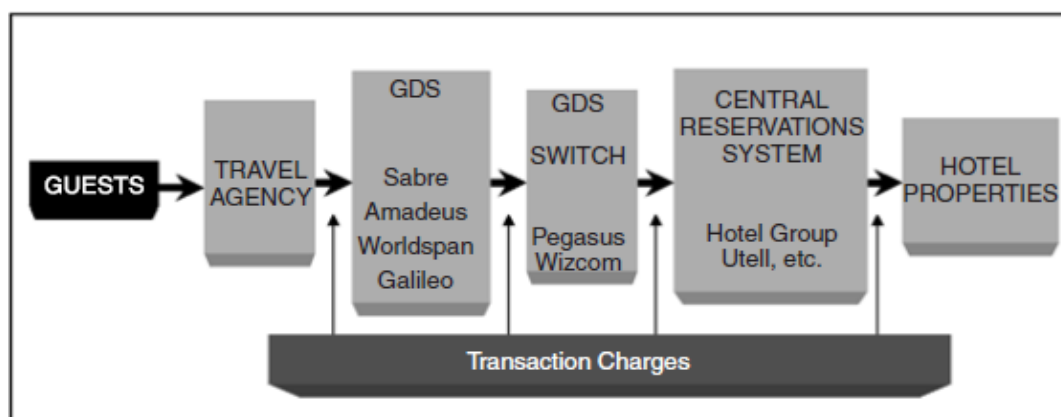 GUESTS
TRAVEL
AGENCY
GDS
Sabre
Amadeus
Worldspan
Galileo
GDS
SWITCH
Pegasus
Wizcom
CENTRAL
RESERVATIONS
SYSTEM
Hotel Group
Utell, etc.
HOTEL
PROPERTIES
Transaction Charges